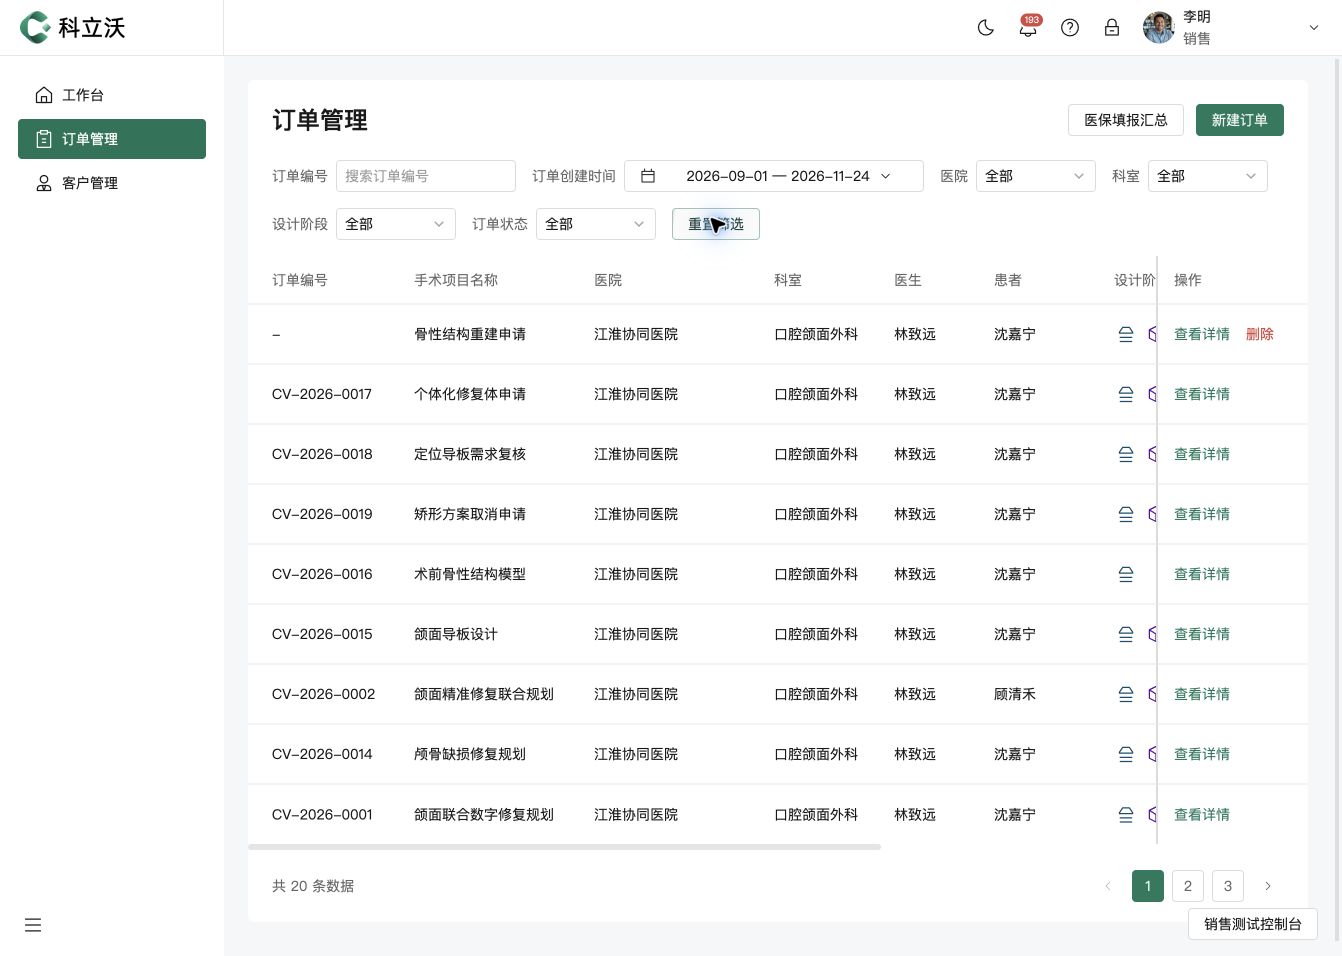 科立沃
193
李明
销售
工作台
订单管理
客户管理
订单管理
医保填报汇总
新建订单
订单编号 搜索订单编号 订单创建时间 2026-09-01 — 2026-11-24 医院 全部 科室 全部
设计阶段 全部 订单状态 全部 重置筛选
订单编号 手术项目名称 医院 科室 医生 患者 设计阶 操作
– 骨性结构重建申请 江淮协同医院 口腔颌面外科 林致远 沈嘉宁 查看详情 删除
CV-2026-0017 个体化修复体申请 江淮协同医院 口腔颌面外科 林致远 沈嘉宁 查看详情
CV-2026-0018 定位导板需求复核 江淮协同医院 口腔颌面外科 林致远 沈嘉宁 查看详情
CV-2026-0019 矫形方案取消申请 江淮协同医院 口腔颌面外科 林致远 沈嘉宁 查看详情
CV-2026-0016 术前骨性结构模型 江淮协同医院 口腔颌面外科 林致远 沈嘉宁 查看详情
CV-2026-0015 颌面导板设计 江淮协同医院 口腔颌面外科 林致远 沈嘉宁 查看详情
CV-2026-0002 颌面精准修复联合规划 江淮协同医院 口腔颌面外科 林致远 顾清禾 查看详情
CV-2026-0014 颅骨缺损修复规划 江淮协同医院 口腔颌面外科 林致远 沈嘉宁 查看详情
CV-2026-0001 颌面联合数字修复规划 江淮协同医院 口腔颌面外科 林致远 沈嘉宁 查看详情
共 20 条数据
1 2 3
销售测试控制台